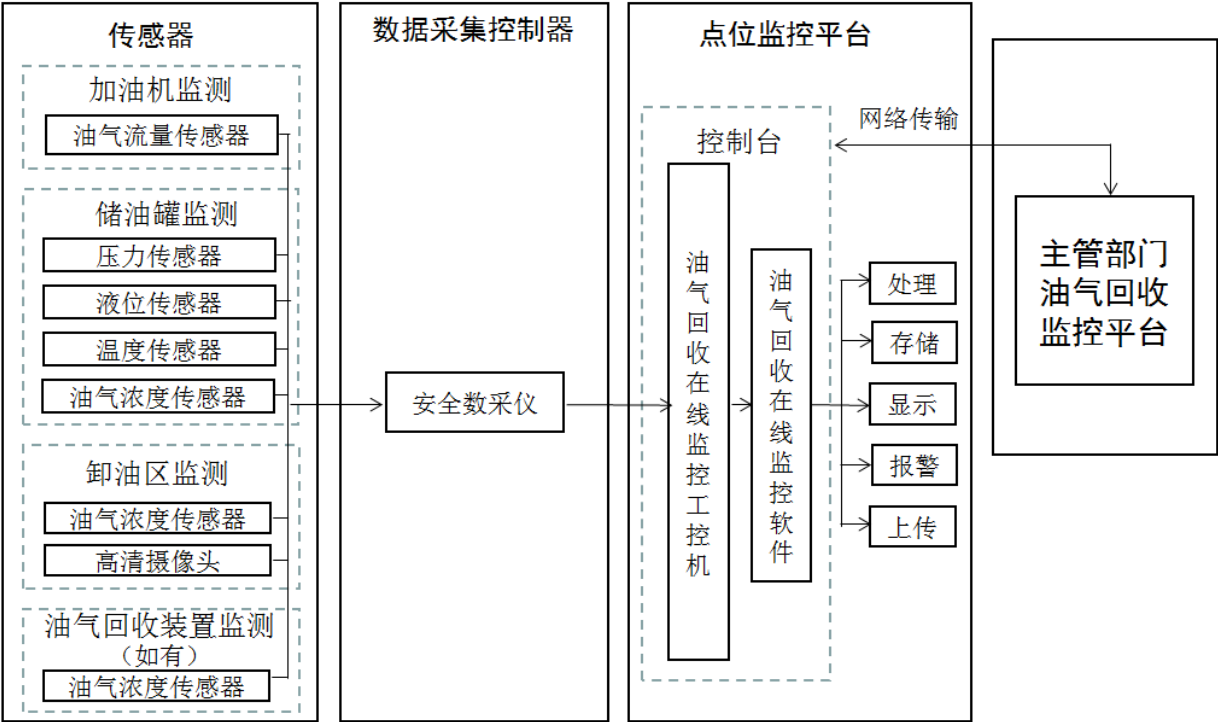 传感器
加油机监测
油气流量传感器
储油罐监测
压力传感器
液位传感器
温度传感器
油气浓度传感器
卸油区监测
油气浓度传感器
高清摄像头
油气回收装置监测
（如有）
油气浓度传感器
数据采集控制器
安全数采仪
点位监控平台
控制台
油气回收在线监控工控机
油气回收在线监控软件
处理
存储
显示
报警
上传
网络传输
主管部门
油气回收
监控平台